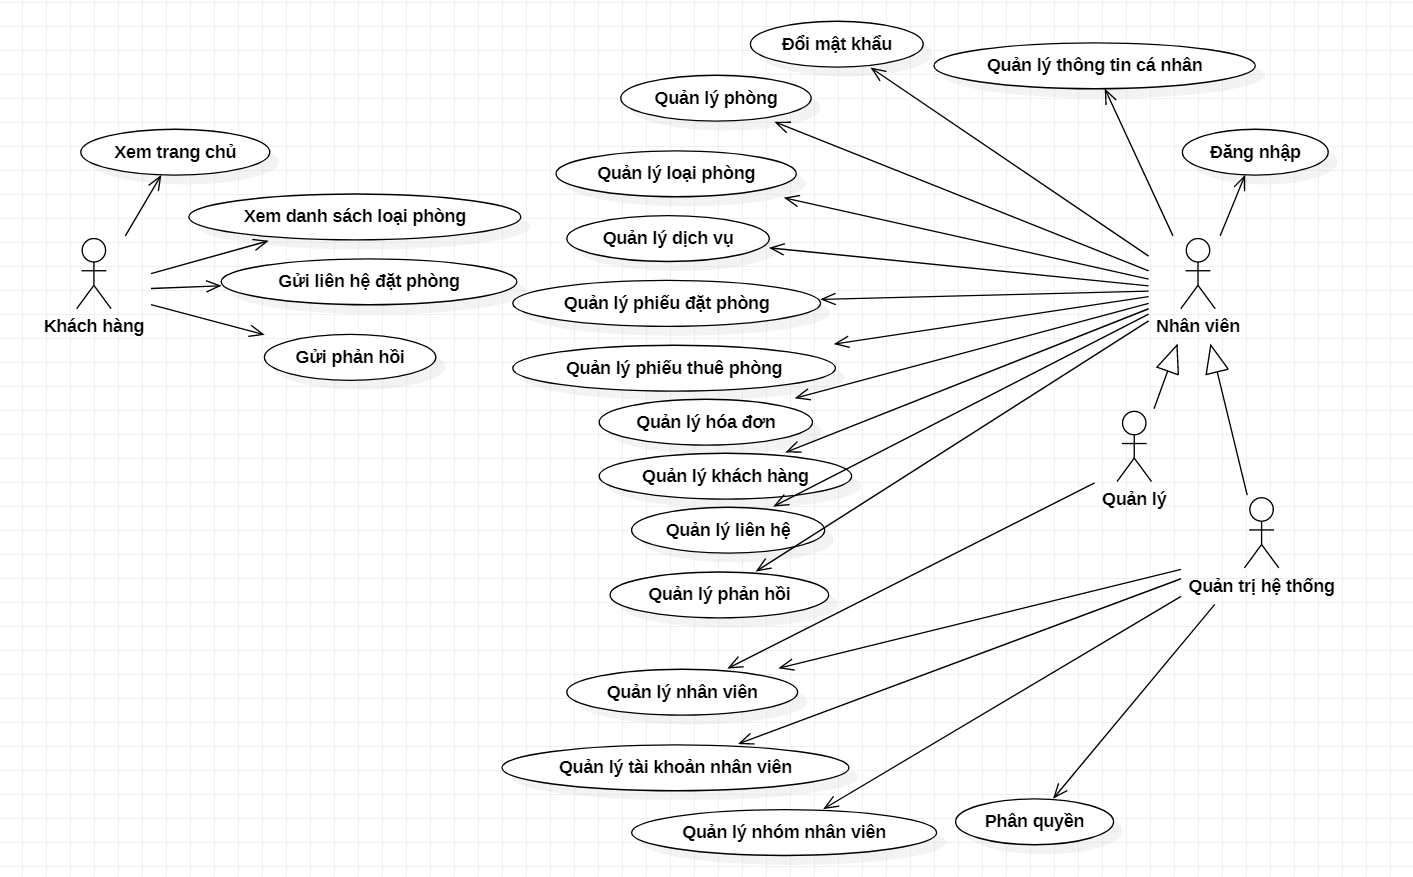 Đổi mật khẩu
Quản lý thông tin cá nhân
Quản lý phòng
Xem trang chủ
Đăng nhập
Quản lý loại phòng
Xem danh sách loại phòng
Quản lý dịch vụ
Gửi liên hệ đặt phòng
Quản lý phiếu đặt phòng
Khách hàng
Nhân viên
Gửi phản hồi
Quản lý phiếu thuê phòng
Quản lý hóa đơn
Quản lý khách hàng
Quản lý
Quản lý liên hệ
Quản trị hệ thống
Quản lý phản hồi
Quản lý nhân viên
Quản lý tài khoản nhân viên
Phân quyền
Quản lý nhóm nhân viên